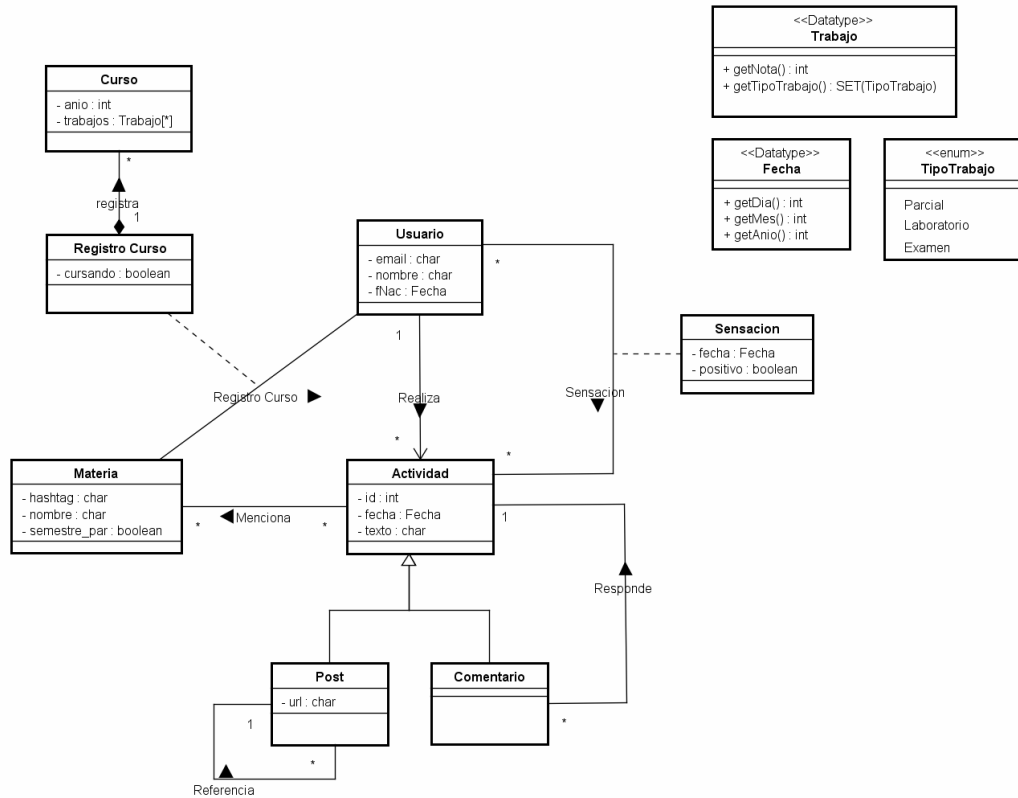 <<Datatype>>
Trabajo
+ getNota() : int
+ getTipoTrabajo() : SET(TipoTrabajo)
Curso
- anio : int
- trabajos : Trabajo[*]
*
registra
1
<<Datatype>>
Fecha
+ getDia() : int
+ getMes() : int
+ getAnio() : int
<<enum>>
TipoTrabajo
Parcial
Laboratorio
Examen
Registro Curso
- cursando : boolean
Usuario
- email : char
- nombre : char
- fNac : Fecha
*
1
Sensacion
- fecha : Fecha
- positivo : boolean
Registro Curso
Realiza
Sensacion
*
*
Materia
- hashtag : char
- nombre : char
- semestre_par : boolean
*
Menciona
*
Actividad
- id : int
- fecha : Fecha
- texto : char
1
Responde
Post
- url : char
1
*
Referencia
Comentario
*